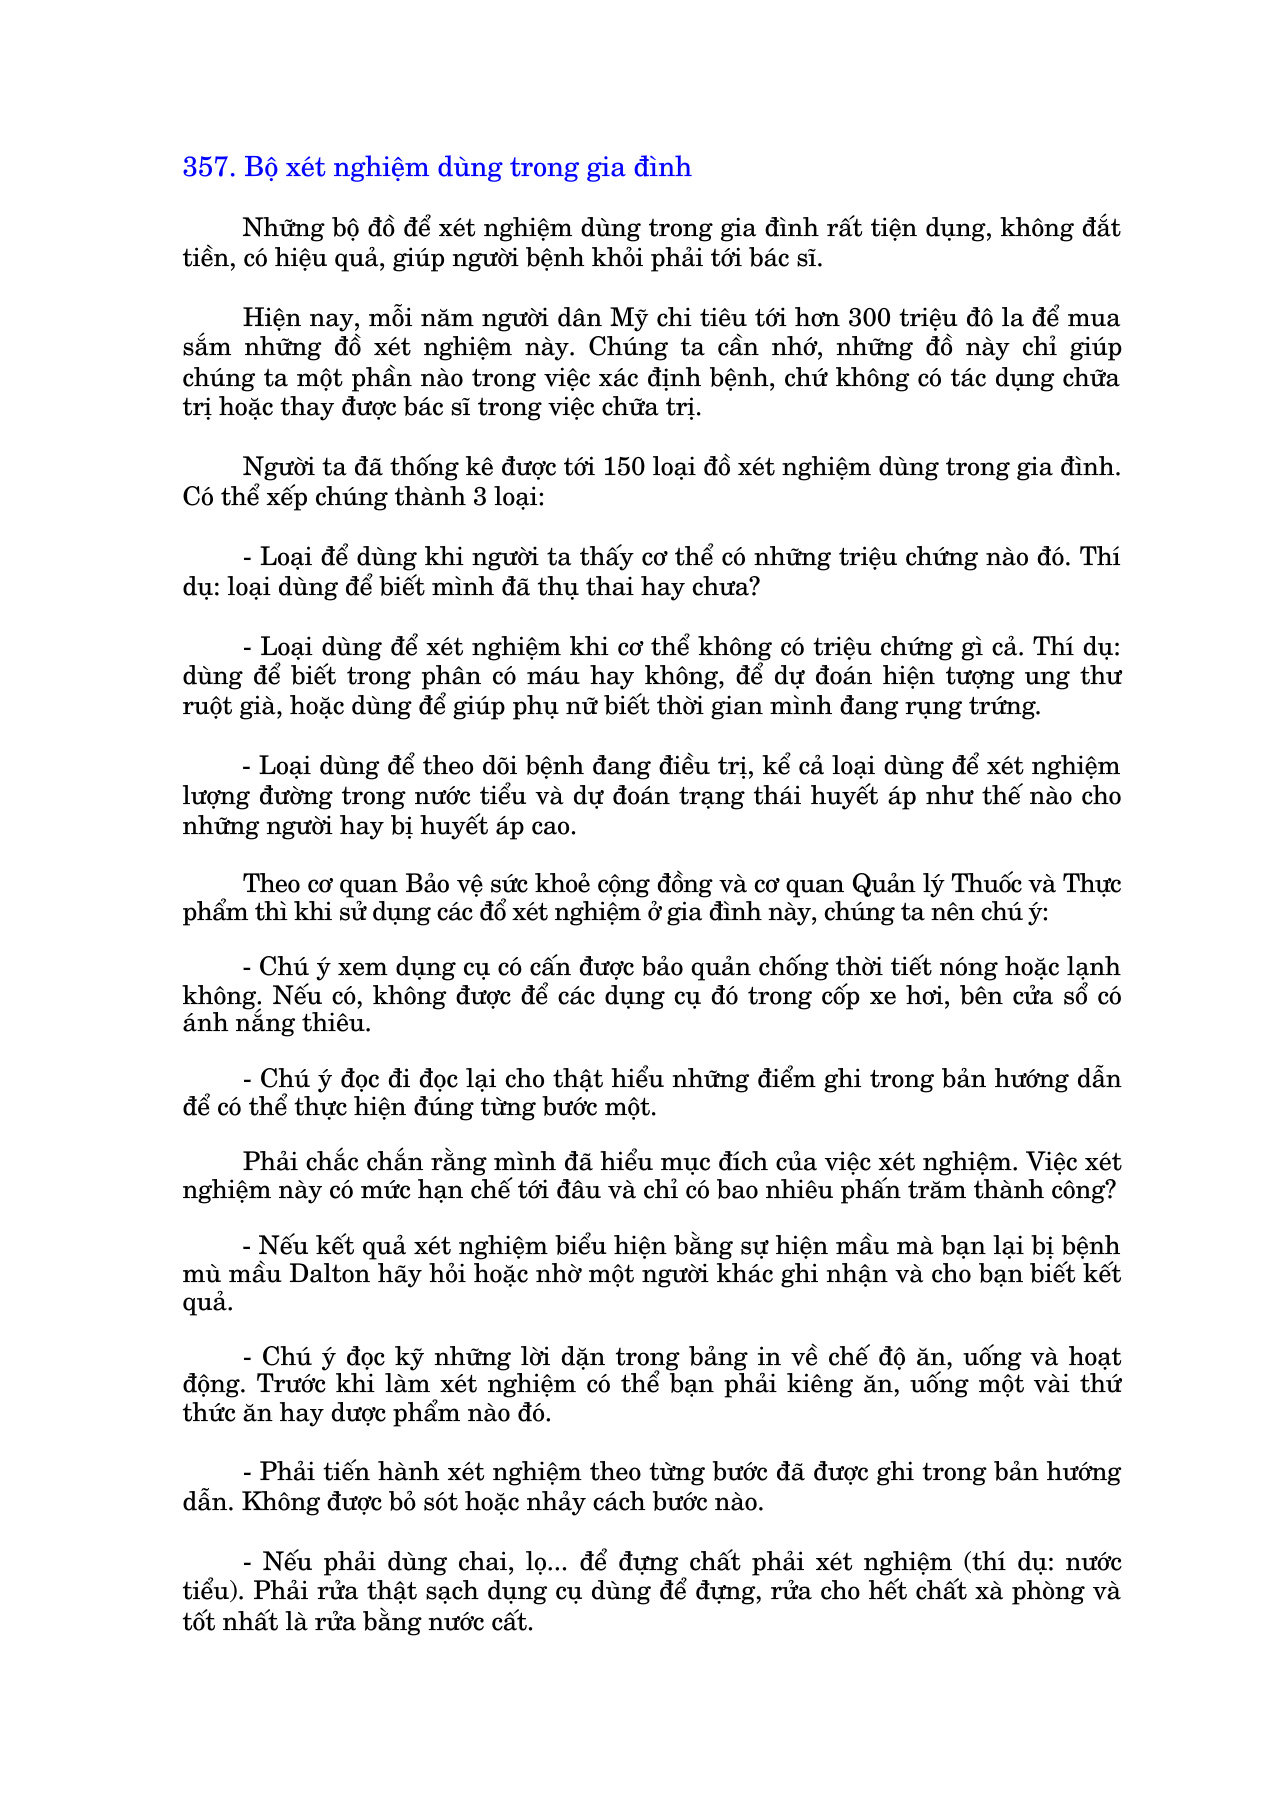 357. Bộ xét nghiệm dùng trong gia đình
Những bộ đồ để xét nghiệm dùng trong gia đình rất tiện dụng, không đắt
tiền, có hiệu quả, giúp người bệnh khỏi phải tới bác sĩ.
Hiện nay, mỗi năm người dân Mỹ chi tiêu tới hơn 300 triệu đô la để mua
sắm những đồ xét nghiệm này. Chúng ta cần nhớ, những đồ này chỉ giúp
chúng ta một phần nào trong việc xác định bệnh, chứ không có tác dụng chữa
trị hoặc thay được bác sĩ trong việc chữa trị.
Người ta đã thống kê được tới 150 loại đồ xét nghiệm dùng trong gia đình.
Có thể xếp chúng thành 3 loại:
- Loại để dùng khi người ta thấy cơ thể có những triệu chứng nào đó. Thí
dụ: loại dùng để biết mình đã thụ thai hay chưa?
- Loại dùng để xét nghiệm khi cơ thể không có triệu chứng gì cả. Thí dụ:
dùng để biết trong phân có máu hay không, để dự đoán hiện tượng ung thư
ruột già, hoặc dùng để giúp phụ nữ biết thời gian mình đang rụng trứng.
- Loại dùng để theo dõi bệnh đang điều trị, kể cả loại dùng để xét nghiệm
lượng đường trong nước tiểu và dự đoán trạng thái huyết áp như thế nào cho
những người hay bị huyết áp cao.
Theo cơ quan Bảo vệ sức khoẻ cộng đồng và cơ quan Quản lý Thuốc và Thực
phẩm thì khi sử dụng các đổ xét nghiệm ở gia đình này, chúng ta nên chú ý:
- Chú ý xem dụng cụ có cấn được bảo quản chống thời tiết nóng hoặc lạnh
không. Nếu có, không được để các dụng cụ đó trong cốp xe hơi, bên cửa sổ có
ánh nắng thiêu.
- Chú ý đọc đi đọc lại cho thật hiểu những điểm ghi trong bản hướng dẫn
để có thể thực hiện đúng từng bước một.
Phải chắc chắn rằng mình đã hiểu mục đích của việc xét nghiệm. Việc xét
nghiệm này có mức hạn chế tới đâu và chỉ có bao nhiêu phấn trăm thành công?
- Nếu kết quả xét nghiệm biểu hiện bằng sự hiện mầu mà bạn lại bị bệnh
mù mầu Dalton hãy hỏi hoặc nhờ một người khác ghi nhận và cho bạn biết kết
quả.
- Chú ý đọc kỹ những lời dặn trong bảng in về chế độ ăn, uống và hoạt
động. Trước khi làm xét nghiệm có thể bạn phải kiêng ăn, uống một vài thứ
thức ăn hay dược phẩm nào đó.
- Phải tiến hành xét nghiệm theo từng bước đã được ghi trong bản hướng
dẫn. Không được bỏ sót hoặc nhảy cách bước nào.
- Nếu phải dùng chai, lọ... để đựng chất phải xét nghiệm (thí dụ: nước
tiểu). Phải rửa thật sạch dụng cụ dùng để đựng, rửa cho hết chất xà phòng và
tốt nhất là rửa bằng nước cất.